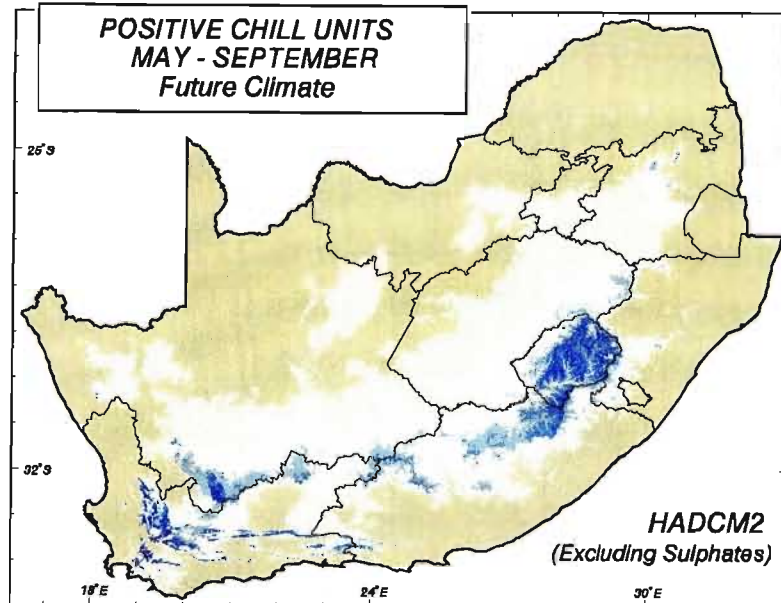 POSITIVE CHILL UNITS
MAY - SEPTEMBER
Future Climate
25°S
32°S
HADCM2
(Excluding Sulphates)
18°E
24°E
30°E